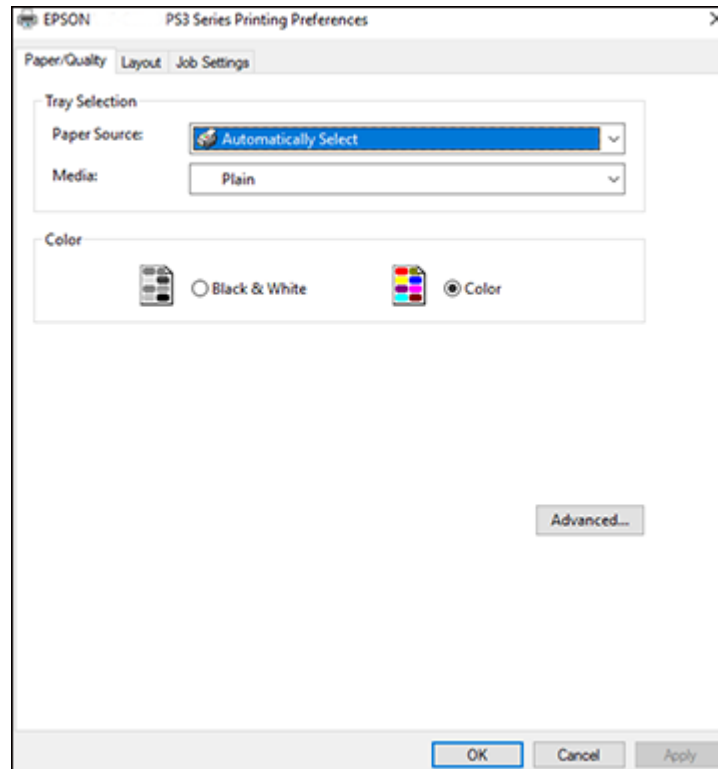 EPSON PS3 Series Printing Preferences
Paper/Quality Layout Job Settings
Tray Selection
Paper Source: Automatically Select
Media: Plain
Color
Black & White Color
Advanced...
OK Cancel Apply